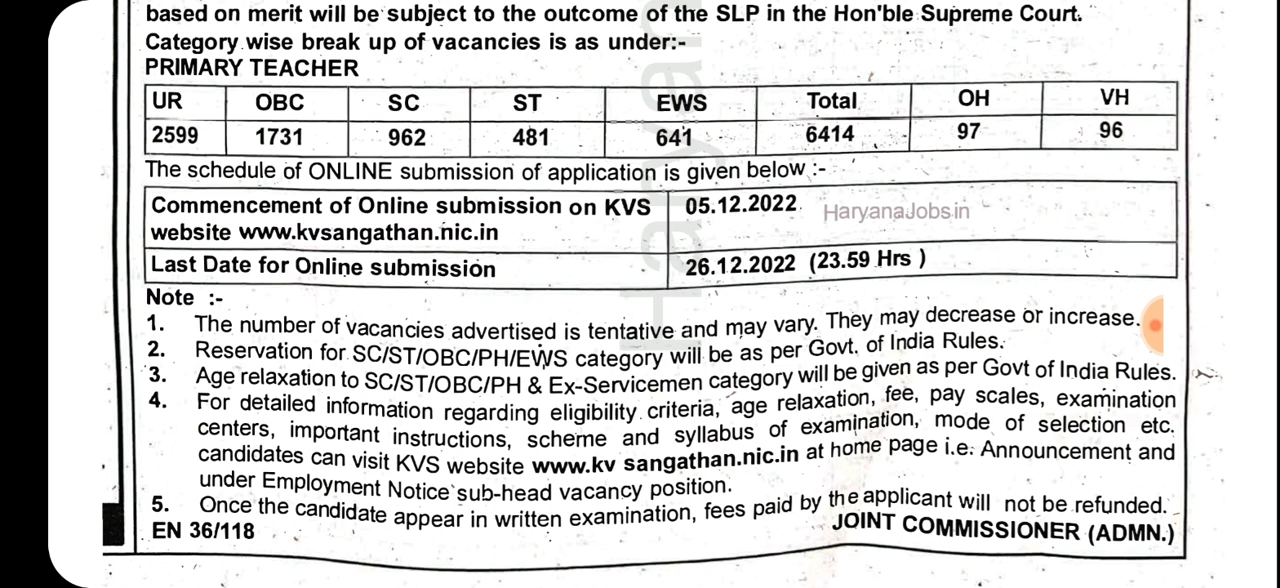 based on merit will be subject to the outcome of the SLP in the Hon'ble Supreme Court.
Category wise break up of vacancies is as under:-
PRIMARY TEACHER
UR OBC SC ST EWS Total OH VH
2599 1731 962 481 641 6414 97 96
The schedule of ONLINE submission of application is given below :-
Commencement of Online submission on KVS 05.12.2022 HaryanaJobs.in
website www.kvsangathan.nic.in
Last Date for Online submission 26.12.2022 (23.59 Hrs )
Note :-
1. The number of vacancies advertised is tentative and may vary. They may decrease or increase.
2. Reservation for SC/ST/OBC/PH/EWS category will be as per Govt. of India Rules.
3. Age relaxation to SC/ST/OBC/PH & Ex-Servicemen category will be given as per Govt of India Rules.
4. For detailed information regarding eligibility criteria, age relaxation, fee, pay scales, examination
centers, important instructions, scheme and syllabus of examination, mode of selection etc.
candidates can visit KVS website www.kv sangathan.nic.in at home page i.e. Announcement and
under Employment Notice sub-head vacancy position.
5. Once the candidate appear in written examination, fees paid by the applicant will not be refunded.
EN 36/118 JOINT COMMISSIONER (ADMN.)